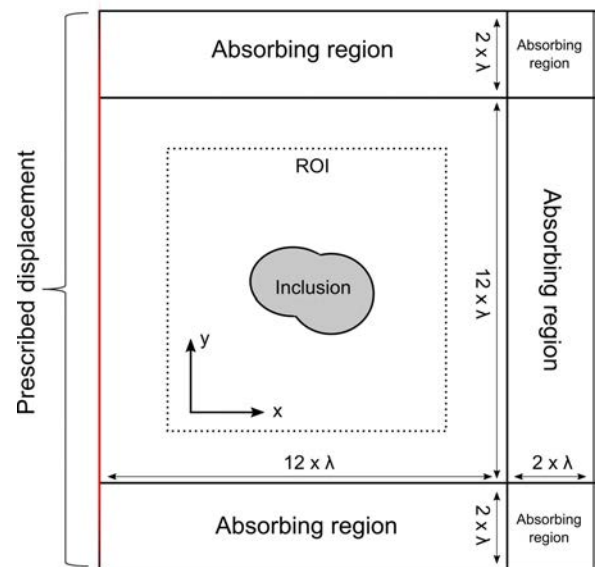 Absorbing region
2 x λ
Absorbing
region
Prescribed displacement
ROI
Inclusion
y
x
12 x λ
Absorbing region
12 x λ
2 x λ
Absorbing region
2 x λ
Absorbing
region